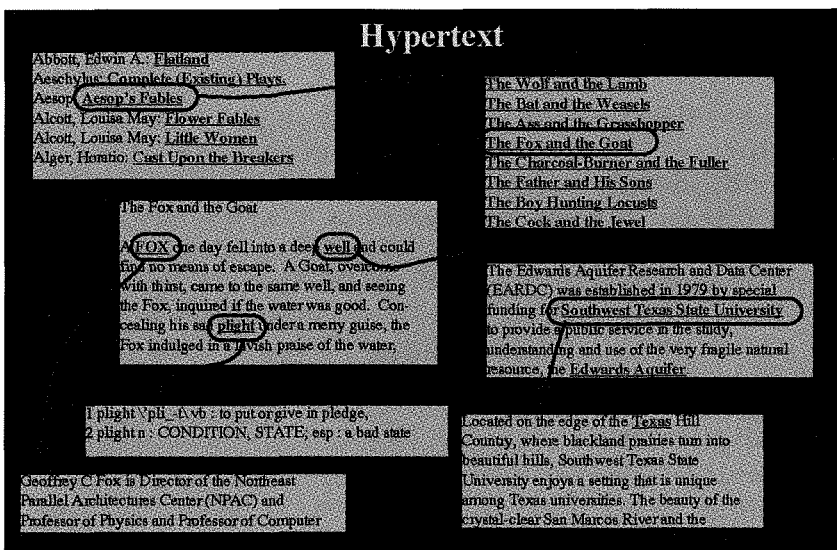 Hypertext
Abbott, Edwin A.: Flatland
Aeschylus: Complete (Existing) Plays.
Aesop: Aesop's Fables
Alcott, Louisa May: Flower Fables
Alcott, Louisa May: Little Women
Alger, Horatio: Cast Upon the Breakers
The Wolf and the Lamb
The Bat and the Weasels
The Ass and the Grasshopper
The Fox and the Goat
The Charcoal-Burner and the Fuller
The Father and His Sons
The Boy Hunting Locusts
The Cock and the Jewel
The Fox and the Goat
A FOX one day fell into a deep well and could
find no means of escape. A Goat, overcome
with thirst, came to the same well, and seeing
the Fox, inquired if the water was good. Con-
cealing his sad plight under a merry guise, the
Fox indulged in a lavish praise of the water,
The Edwards Aquifer Research and Data Center
(EARDC) was established in 1979 by special
funding for Southwest Texas State University
to provide a public service in the study,
understanding and use of the very fragile natural
resource, the Edwards Aquifer
1 plight \'pli_-t\ vb : to put or give in pledge,
2 plight n : CONDITION, STATE, esp : a bad state
Located on the edge of the Texas Hill
Country, where blackland prairies turn into
beautiful hills, Southwest Texas State
University enjoys a setting that is unique
among Texas universities. The beauty of the
crystal-clear San Marcos River and the
Geoffrey C Fox is Director of the Northeast
Parallel Architectures Center (NPAC) and
Professor of Physics and Professor of Computer